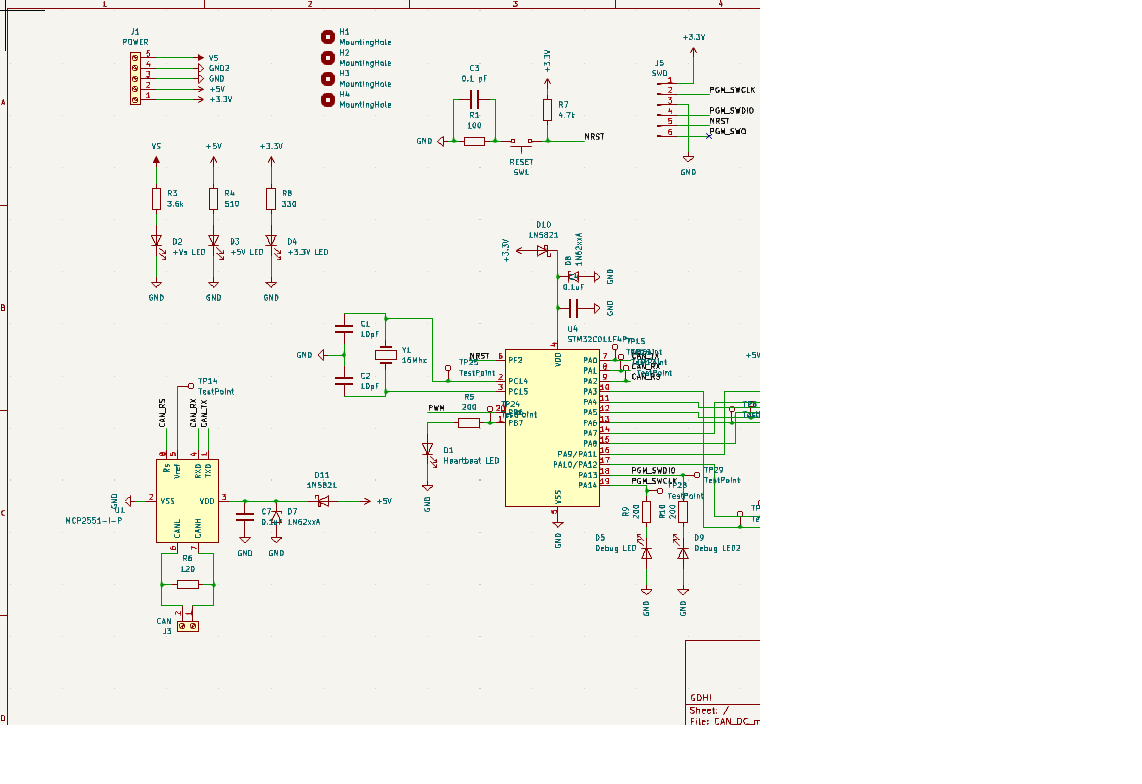 1 2 3 4
A
B
C
D
J1
POWER
5 VS
4 GND2
3 GND
2 +5V
1 +3.3V
H1
MountingHole
H2
MountingHole
H3
MountingHole
H4
MountingHole
C3
0.1 pF
R1
100
GND
+3.3V
R7
4.7k
NRST
RESET
SW1
+3.3V
J5
SWD
1
2 PGM_SWCLK
3
4 PGM_SWDIO
5 NRST
6 PGM_SWO
GND
VS +5V +3.3V
R3
3.6k
R4
510
R8
330
D2
+Vs LED
D3
+5V LED
D4
+3.3V LED
GND GND GND
D10
1N5821
+3.3V
D8
1N62xxA
GND
0.1uF
GND
U4
C1
10pF
GND
Y1
16Mhz
C2
10pF
NRST
TestPoint
PWM
R5
200
TP24
D1
Heartbeat LED
GND
VDD
4
6 PF2
2 PC14
3 PC15
1 PB7
PA0 7
PA1 8
PA2 9
PA3 10
PA4 11
PA5 12
PA6 13
PA7 14
PA8 15
PA9/PA11 16
PA10/PA12 17
PA13 18
PA14 19
VSS
5
GND
TP15
CAN_RX
PGM_SWDIO
PGM_SWCLK
TP29
TestPoint
TP28
TestPoint
R9
200
R10
200
D5
Debug LED
D9
Debug LED2
GND GND
+5V
TP14
TestPoint
CAN_RS
CAN_RX
CAN_TX
8 5 4 1
Rs Vref RXD TXD
GND
2 VSS
VDD 3
U1
MCP2551-I-P
CANL CANH
6 7
R6
120
CAN
J3
2 1
D11
1N5821
+5V
C7
D7
1N62xxA
GND GND
GDHI
Sheet: /
File: CAN_DC_m